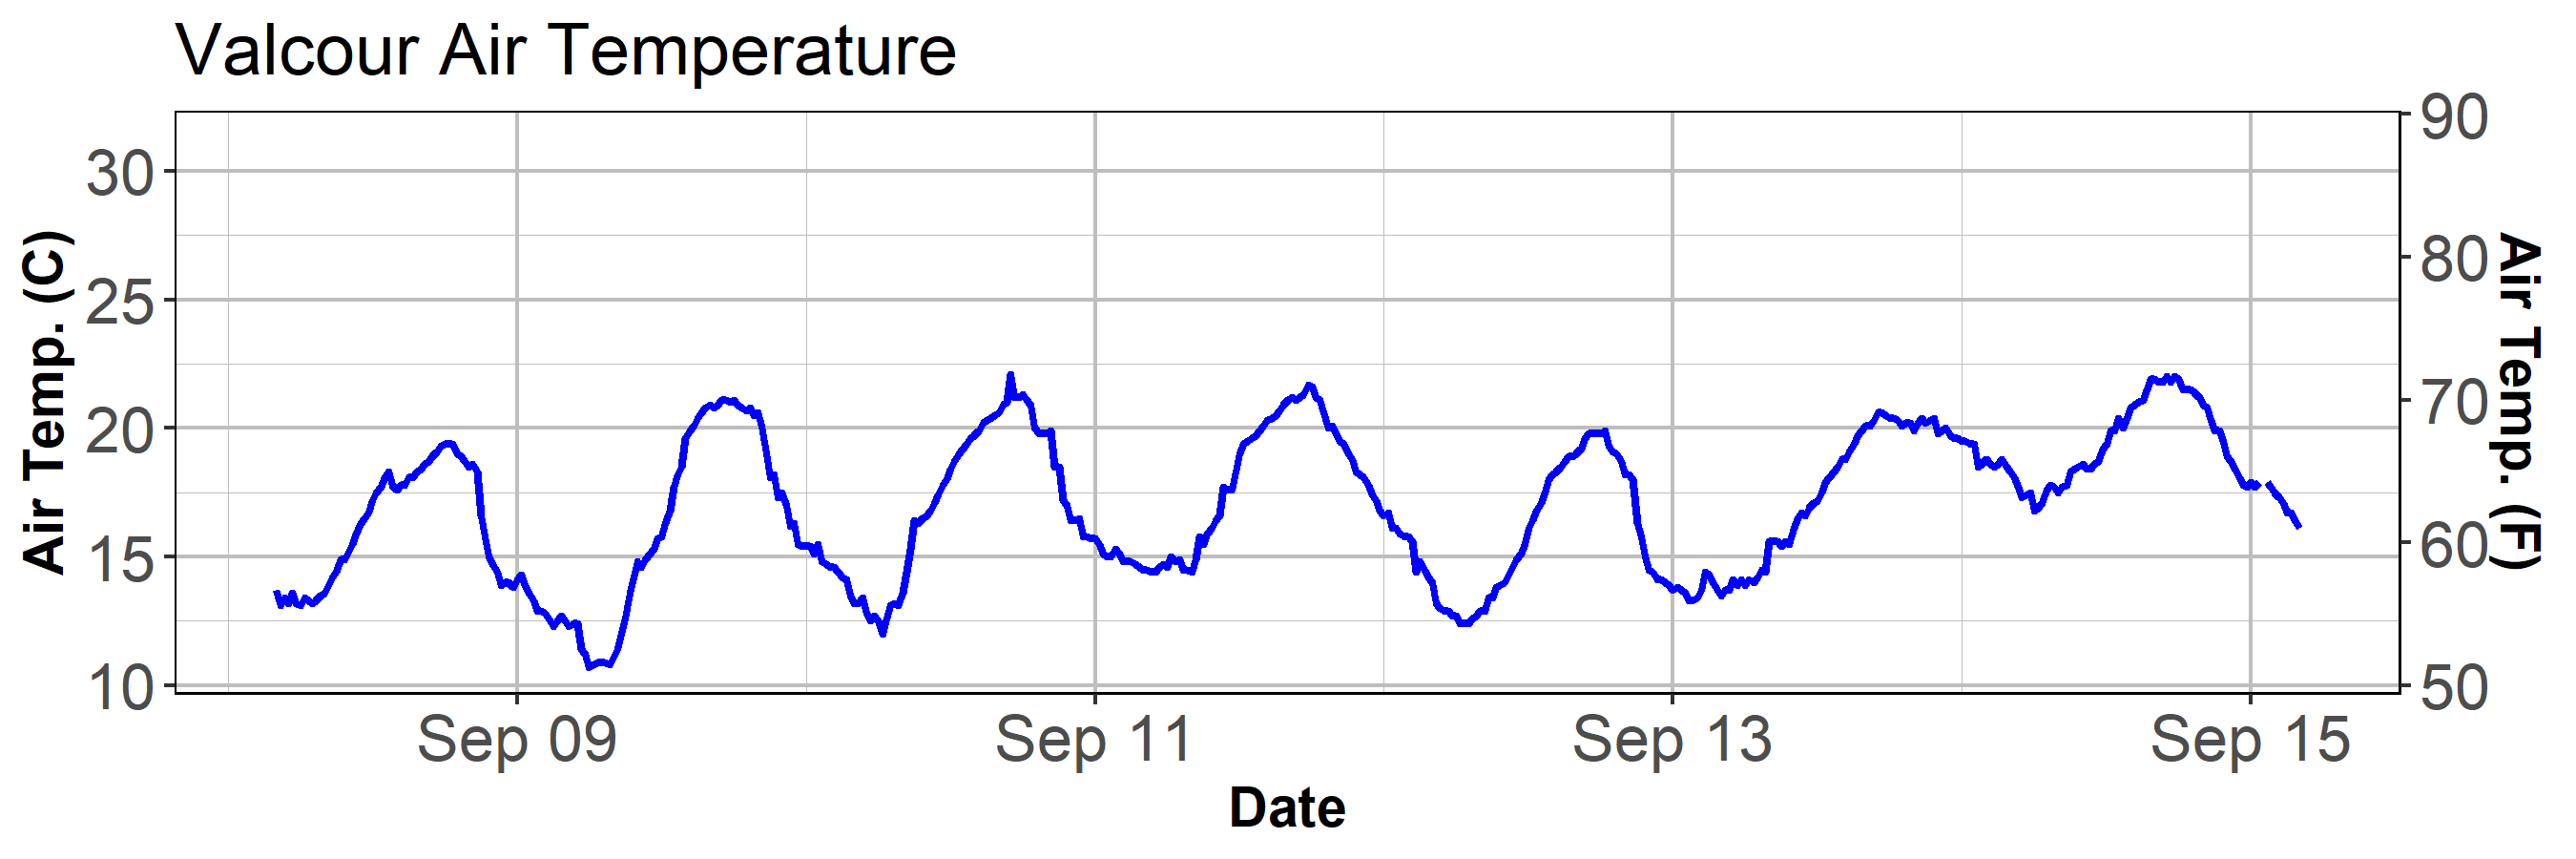 Valcour Air Temperature
Air Temp. (C)
30
25
20
15
10
90
80
70
60
50
Air Temp. (F)
Sep 09
Sep 11
Sep 13
Sep 15
Date